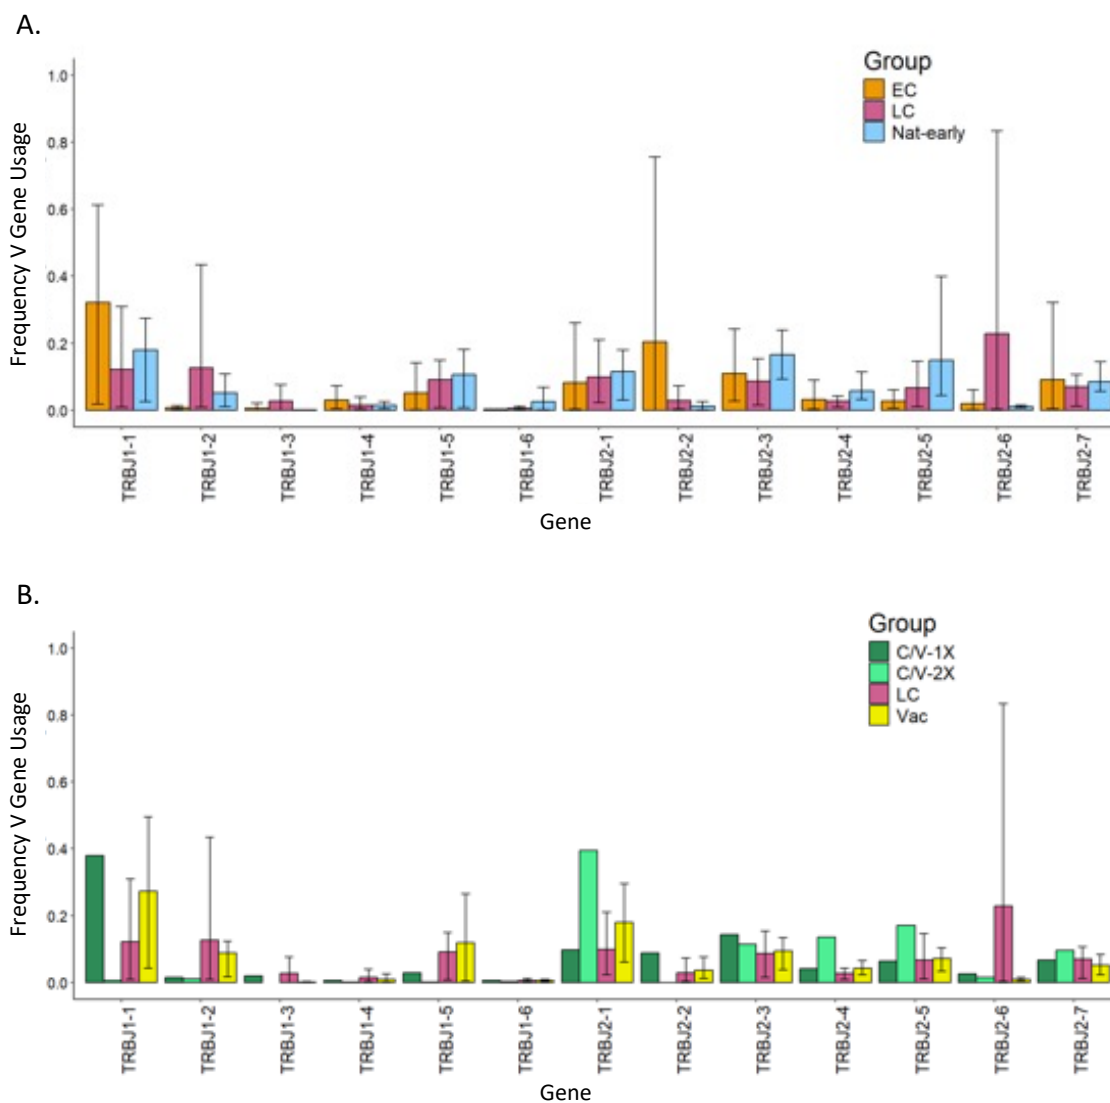 A.
Frequency V Gene Usage
1.0
0.8
0.6
0.4
0.2
0.0
Group
EC
LC
Nat-early
TRBJ1-1
TRBJ1-2
TRBJ1-3
TRBJ1-4
TRBJ1-5
TRBJ1-6
TRBJ2-1
TRBJ2-2
TRBJ2-3
TRBJ2-4
TRBJ2-5
TRBJ2-6
TRBJ2-7
Gene
B.
Frequency V Gene Usage
1.0
0.8
0.6
0.4
0.2
0.0
Group
C/V-1X
C/V-2X
LC
Vac
TRBJ1-1
TRBJ1-2
TRBJ1-3
TRBJ1-4
TRBJ1-5
TRBJ1-6
TRBJ2-1
TRBJ2-2
TRBJ2-3
TRBJ2-4
TRBJ2-5
TRBJ2-6
TRBJ2-7
Gene